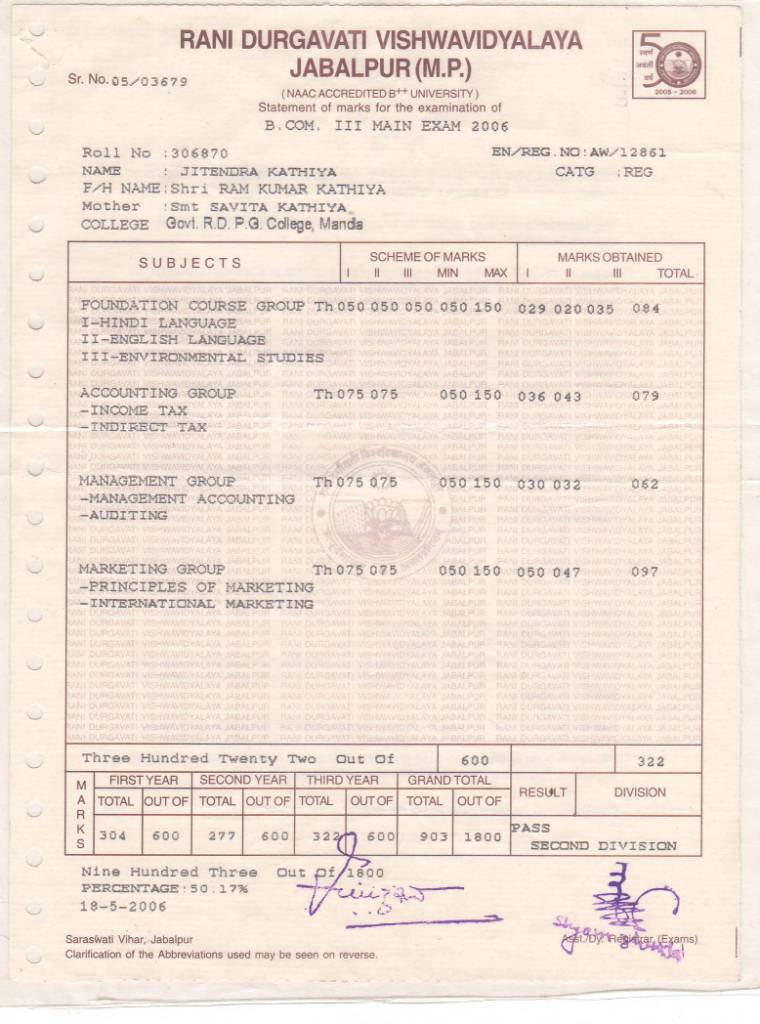 RANI DURGAVATI VISHWAVIDYALAYA
JABALPUR (M.P.)
Sr. No. 05/03679
(NAAC ACCREDITED B++ UNIVERSITY)
Statement of marks for the examination of
B.COM. III MAIN EXAM 2006
50
स्वर्ण
जयंती
वर्ष
2005 - 2006
Roll No :306870 EN/REG.NO:AW/12861
NAME : JITENDRA KATHIYA CATG :REG
F/H NAME:Shri RAM KUMAR KATHIYA
Mother :Smt SAVITA KATHIYA
COLLEGE Govt. R.D. P.G. College, Mandla
SUBJECTS SCHEME OF MARKS MARKS OBTAINED
I II III MIN MAX I II III TOTAL
FOUNDATION COURSE GROUP Th 050 050 050 050 150 029 020 035 084
I-HINDI LANGUAGE
II-ENGLISH LANGUAGE
III-ENVIRONMENTAL STUDIES
ACCOUNTING GROUP Th 075 075 050 150 036 043 079
-INCOME TAX
-INDIRECT TAX
MANAGEMENT GROUP Th 075 075 050 150 030 032 062
-MANAGEMENT ACCOUNTING
-AUDITING
MARKETING GROUP Th 075 075 050 150 050 047 097
-PRINCIPLES OF MARKETING
-INTERNATIONAL MARKETING
Three Hundred Twenty Two Out Of 600 322
MARKS FIRST YEAR SECOND YEAR THIRD YEAR GRAND TOTAL RESULT DIVISION
TOTAL OUT OF TOTAL OUT OF TOTAL OUT OF TOTAL OUT OF
304 600 277 600 322 600 903 1800 PASS
SECOND DIVISION
Nine Hundred Three Out Of 1800
PERCENTAGE:50.17%
18-5-2006
Saraswati Vihar, Jabalpur Asst./Dy. Registrar (Exams)
Clarification of the Abbreviations used may be seen on reverse.